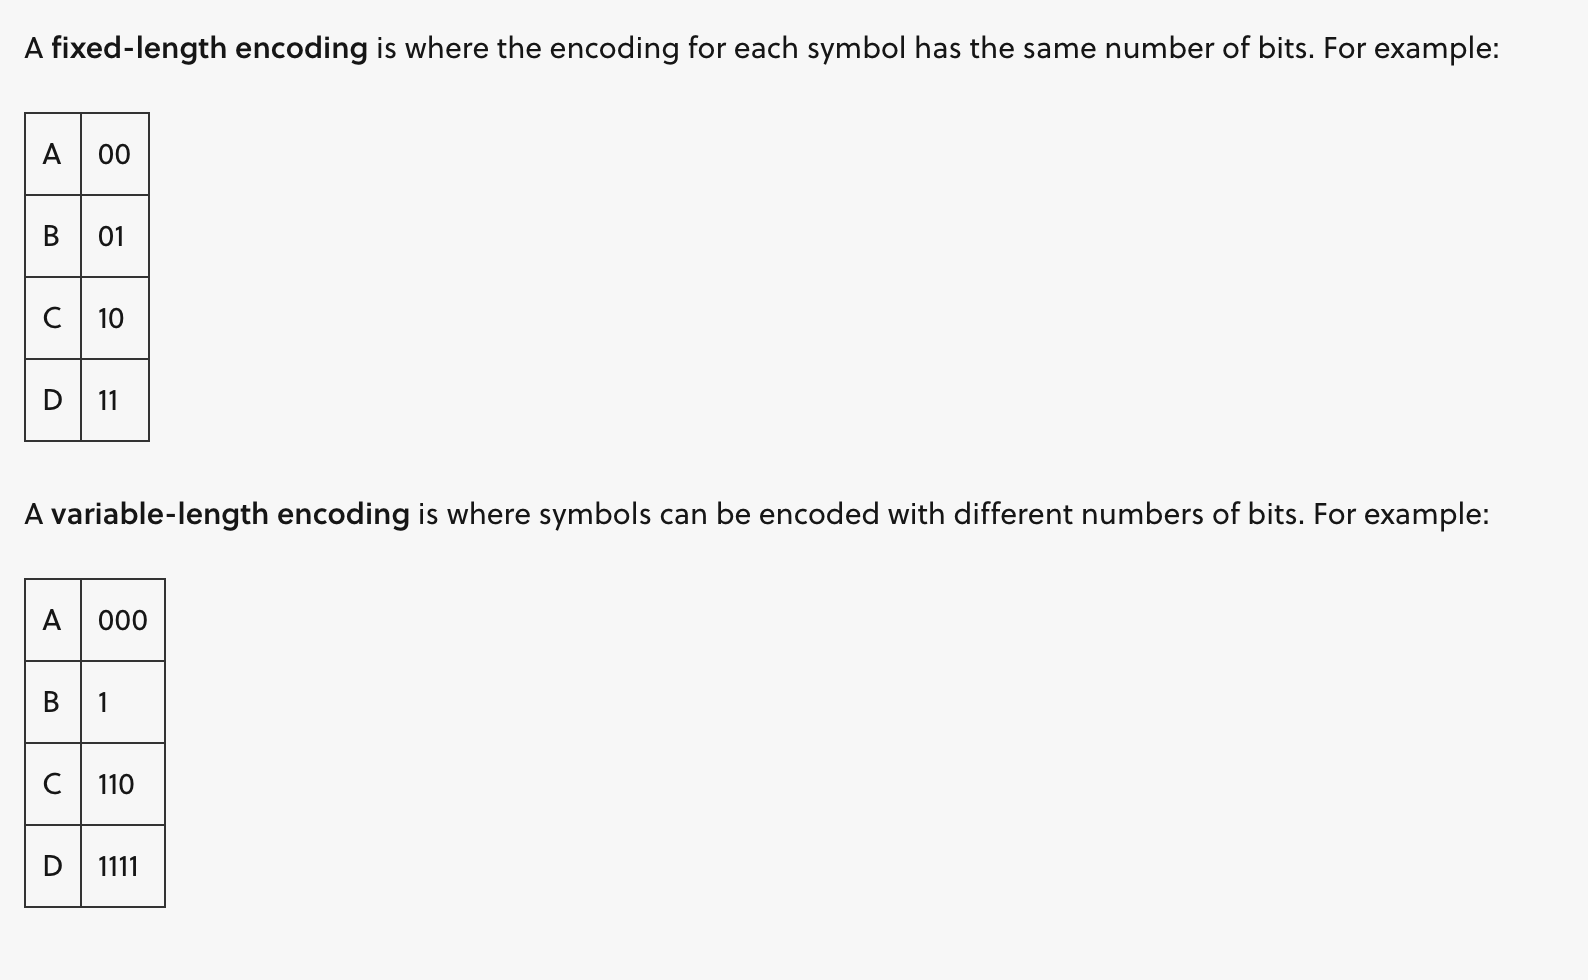 A fixed-length encoding is where the encoding for each symbol has the same number of bits. For example:
A 00
B 01
C 10
D 11
A variable-length encoding is where symbols can be encoded with different numbers of bits. For example:
A 000
B 1
C 110
D 1111